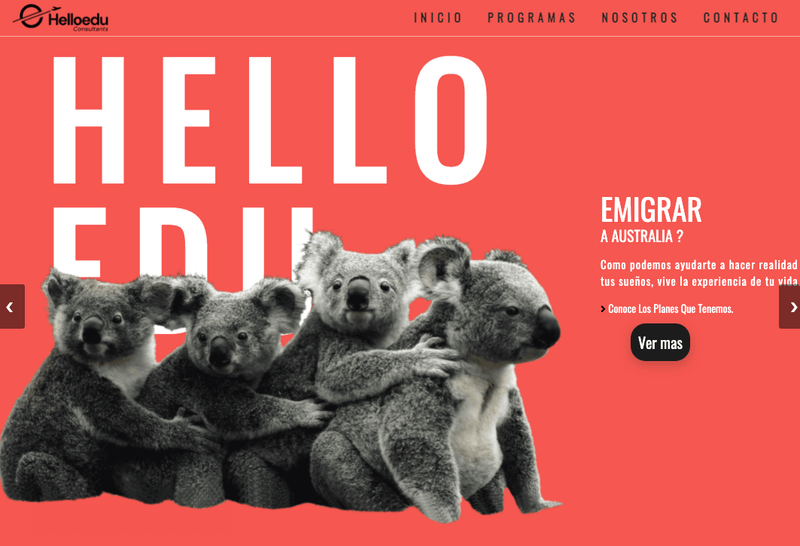 Helloedu
Consultants
INICIO PROGRAMAS NOSOTROS CONTACTO
HELLO
EDU
EMIGRAR
A AUSTRALIA ?
Como podemos ayudarte a hacer realidad
tus sueños, vive la experiencia de tu vida.
Conoce Los Planes Que Tenemos.
Ver mas